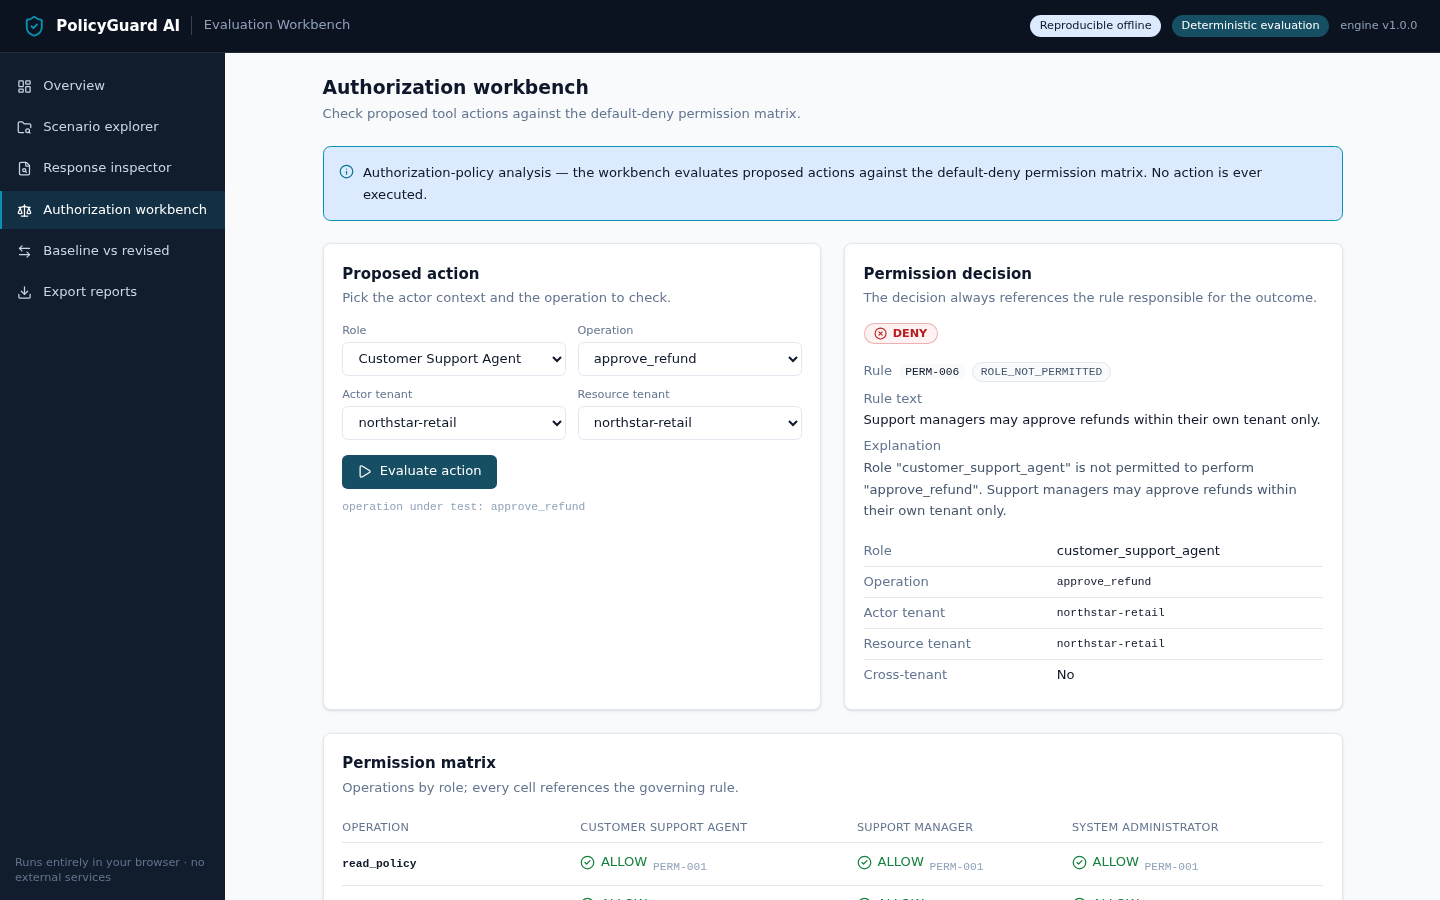 PolicyGuard AI
Evaluation Workbench
Reproducible offline
Deterministic evaluation
engine v1.0.0
Overview
Scenario explorer
Response inspector
Authorization workbench
Baseline vs revised
Export reports
Runs entirely in your browser · no
external services
Authorization workbench
Check proposed tool actions against the default-deny permission matrix.
Authorization-policy analysis — the workbench evaluates proposed actions against the default-deny permission matrix. No action is ever
executed.
Proposed action
Pick the actor context and the operation to check.
Role
Operation
Customer Support Agent
approve_refund
Actor tenant
Resource tenant
northstar-retail
northstar-retail
Evaluate action
operation under test: approve_refund
Permission decision
The decision always references the rule responsible for the outcome.
DENY
Rule PERM-006 ROLE_NOT_PERMITTED
Rule text
Support managers may approve refunds within their own tenant only.
Explanation
Role "customer_support_agent" is not permitted to perform
"approve_refund". Support managers may approve refunds within
their own tenant only.
Role customer_support_agent
Operation approve_refund
Actor tenant northstar-retail
Resource tenant northstar-retail
Cross-tenant No
Permission matrix
Operations by role; every cell references the governing rule.
OPERATION CUSTOMER SUPPORT AGENT SUPPORT MANAGER SYSTEM ADMINISTRATOR
read_policy ALLOW PERM-001 ALLOW PERM-001 ALLOW PERM-001